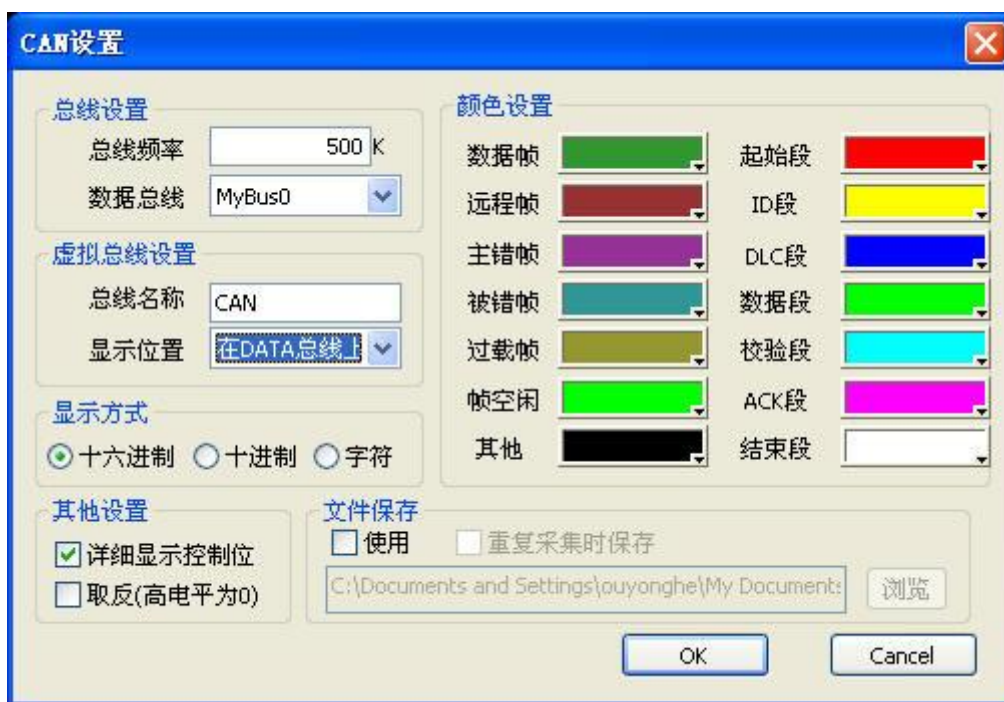 CAN设置
总线设置
总线频率 500 K
数据总线 MyBus0
虚拟总线设置
总线名称 CAN
显示位置 在DATA总线上
显示方式
十六进制 十进制 字符
颜色设置
数据帧 起始段
远程帧 ID段
主错帧 DLC段
被错帧 数据段
过载帧 校验段
帧空闲 ACK段
其他 结束段
其他设置
详细显示控制位
取反(高电平为0)
文件保存
使用 重复采集时保存
C:\Documents and Settings\ouyonghe\My Documents 浏览
OK Cancel